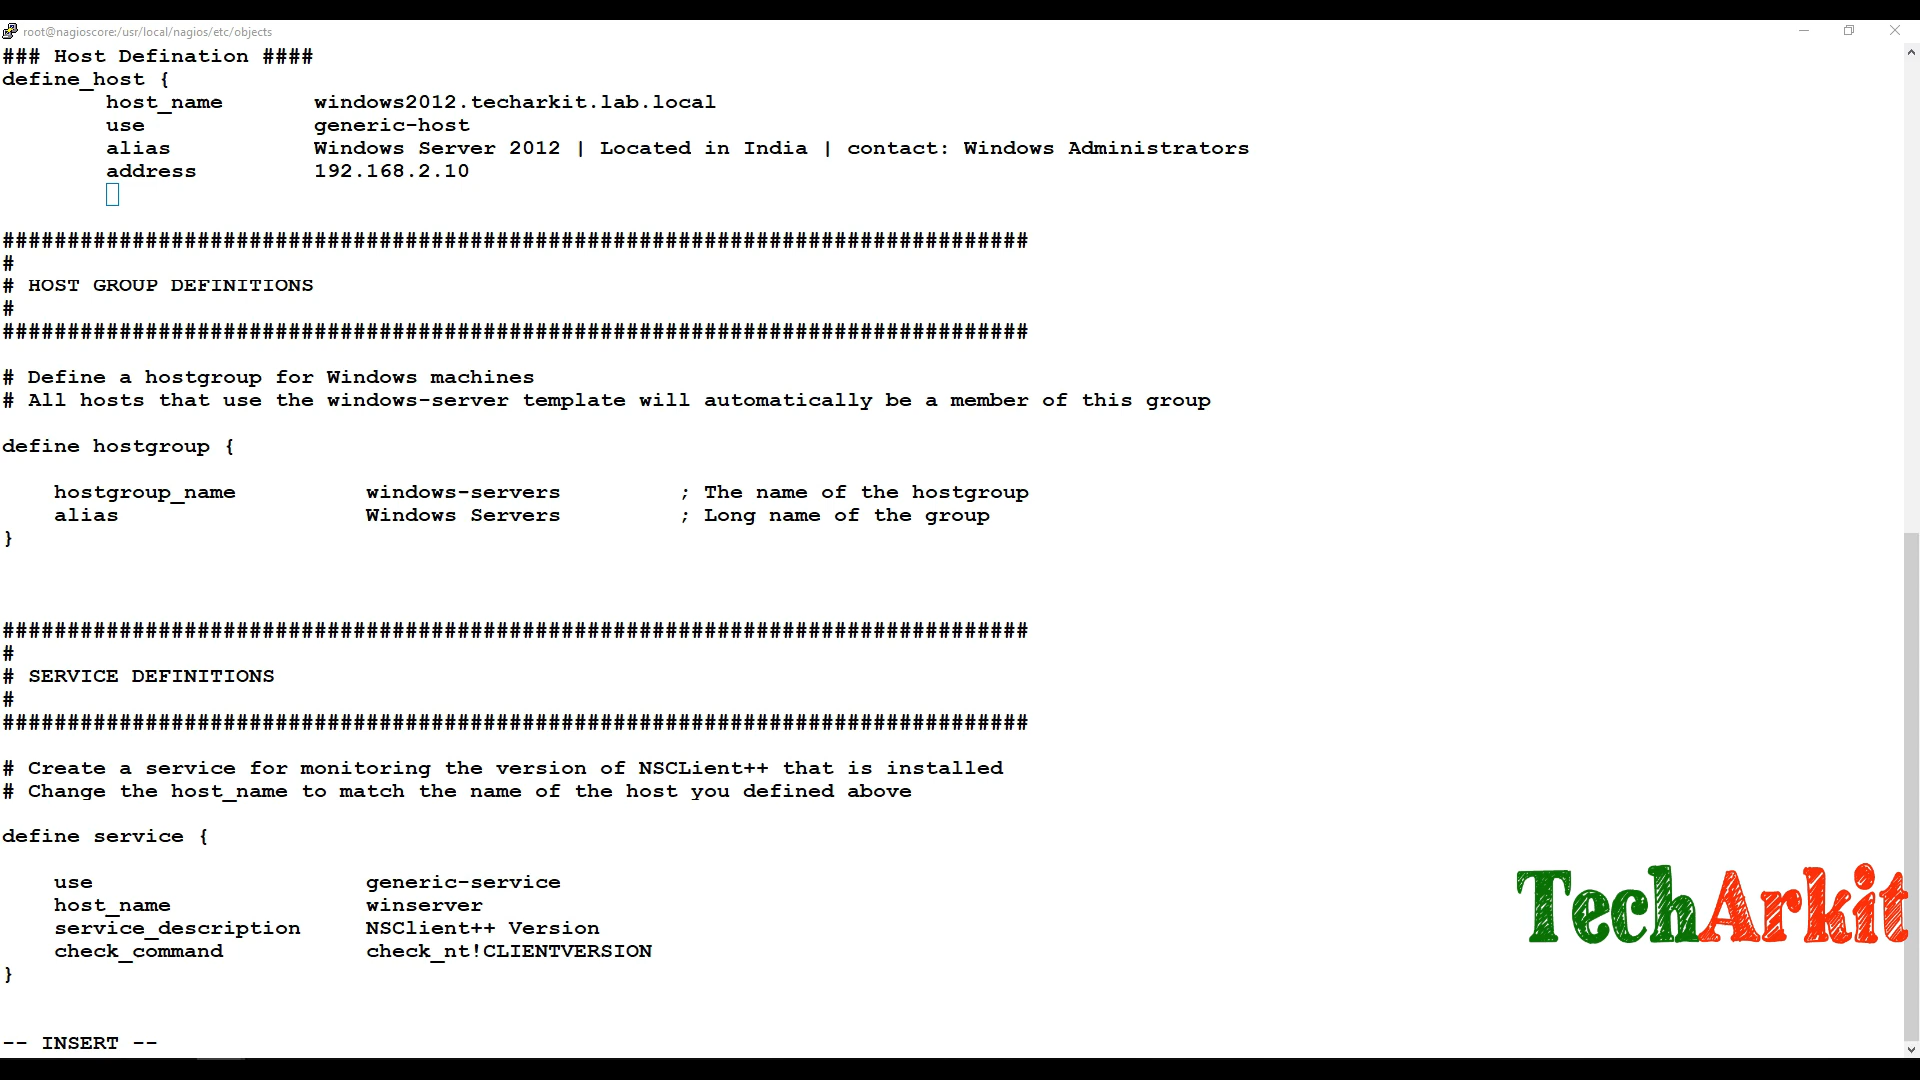 root@nagioscore:/usr/local/nagios/etc/objects
### Host Defination ####
define_host {
        host_name       windows2012.techarkit.lab.local
        use             generic-host
        alias           Windows Server 2012 | Located in India | contact: Windows Administrators
        address         192.168.2.10
###############################################################################
#
# HOST GROUP DEFINITIONS
#
###############################################################################
# Define a hostgroup for Windows machines
# All hosts that use the windows-server template will automatically be a member of this group
define hostgroup {
    hostgroup_name          windows-servers         ; The name of the hostgroup
    alias                   Windows Servers         ; Long name of the group
}
###############################################################################
#
# SERVICE DEFINITIONS
#
###############################################################################
# Create a service for monitoring the version of NSCLient++ that is installed
# Change the host_name to match the name of the host you defined above
define service {
    use                     generic-service
    host_name               winserver
    service_description     NSClient++ Version
    check_command           check_nt!CLIENTVERSION
}
TechArkit
-- INSERT --